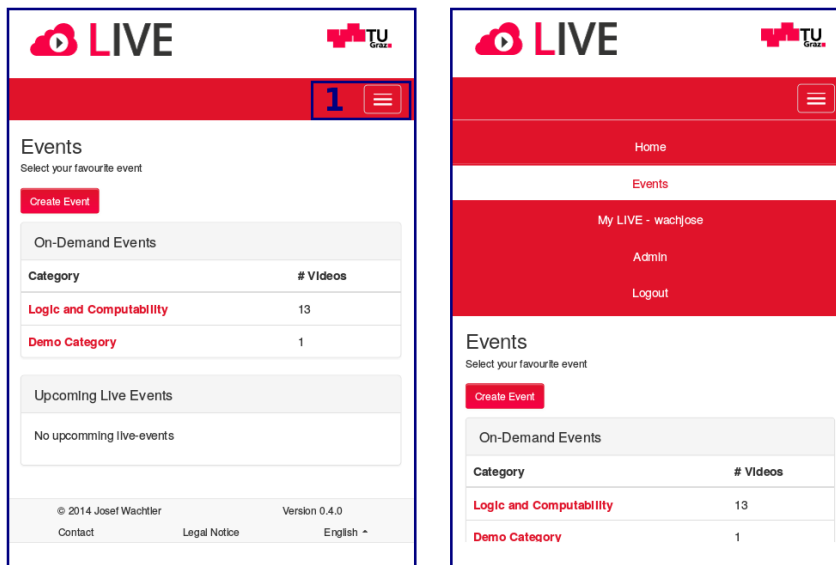 LIVE
TU
Graz
1
Events
Select your favourite event
Create Event
On-Demand Events
Category # Videos
Logic and Computability 13
Demo Category 1
Upcoming Live Events
No upcomming live-events
© 2014 Josef Wachtler Version 0.4.0
Contact Legal Notice English
LIVE
TU
Graz
Home
Events
My LIVE - wachjose
Admin
Logout
Events
Select your favourite event
Create Event
On-Demand Events
Category # Videos
Logic and Computability 13
Demo Category 1